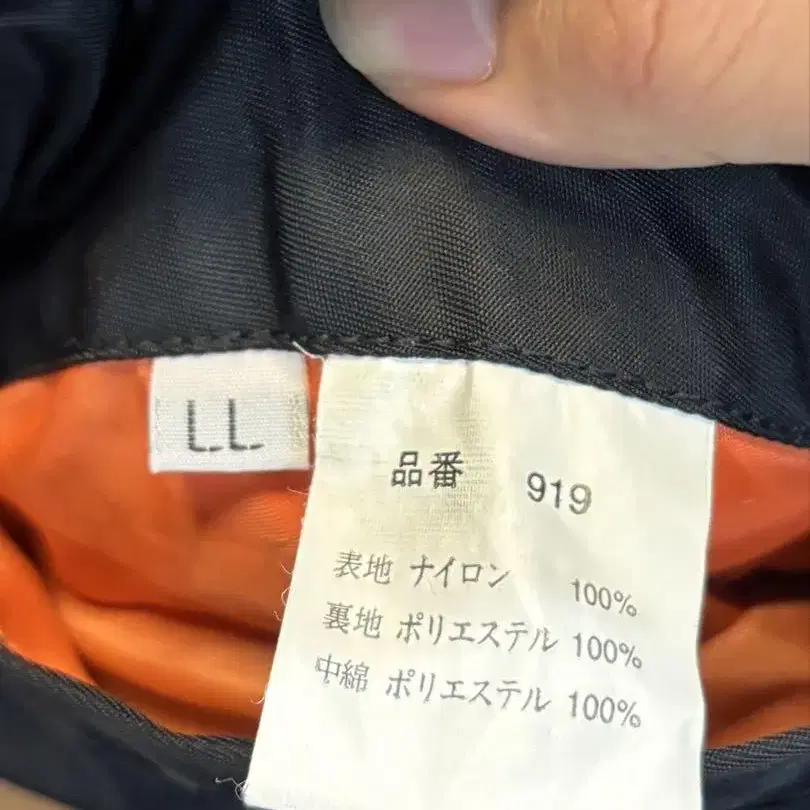 LL
品番 919
表地 ナイロン 100%
裏地 ポリエステル 100%
中綿 ポリエステル 100%